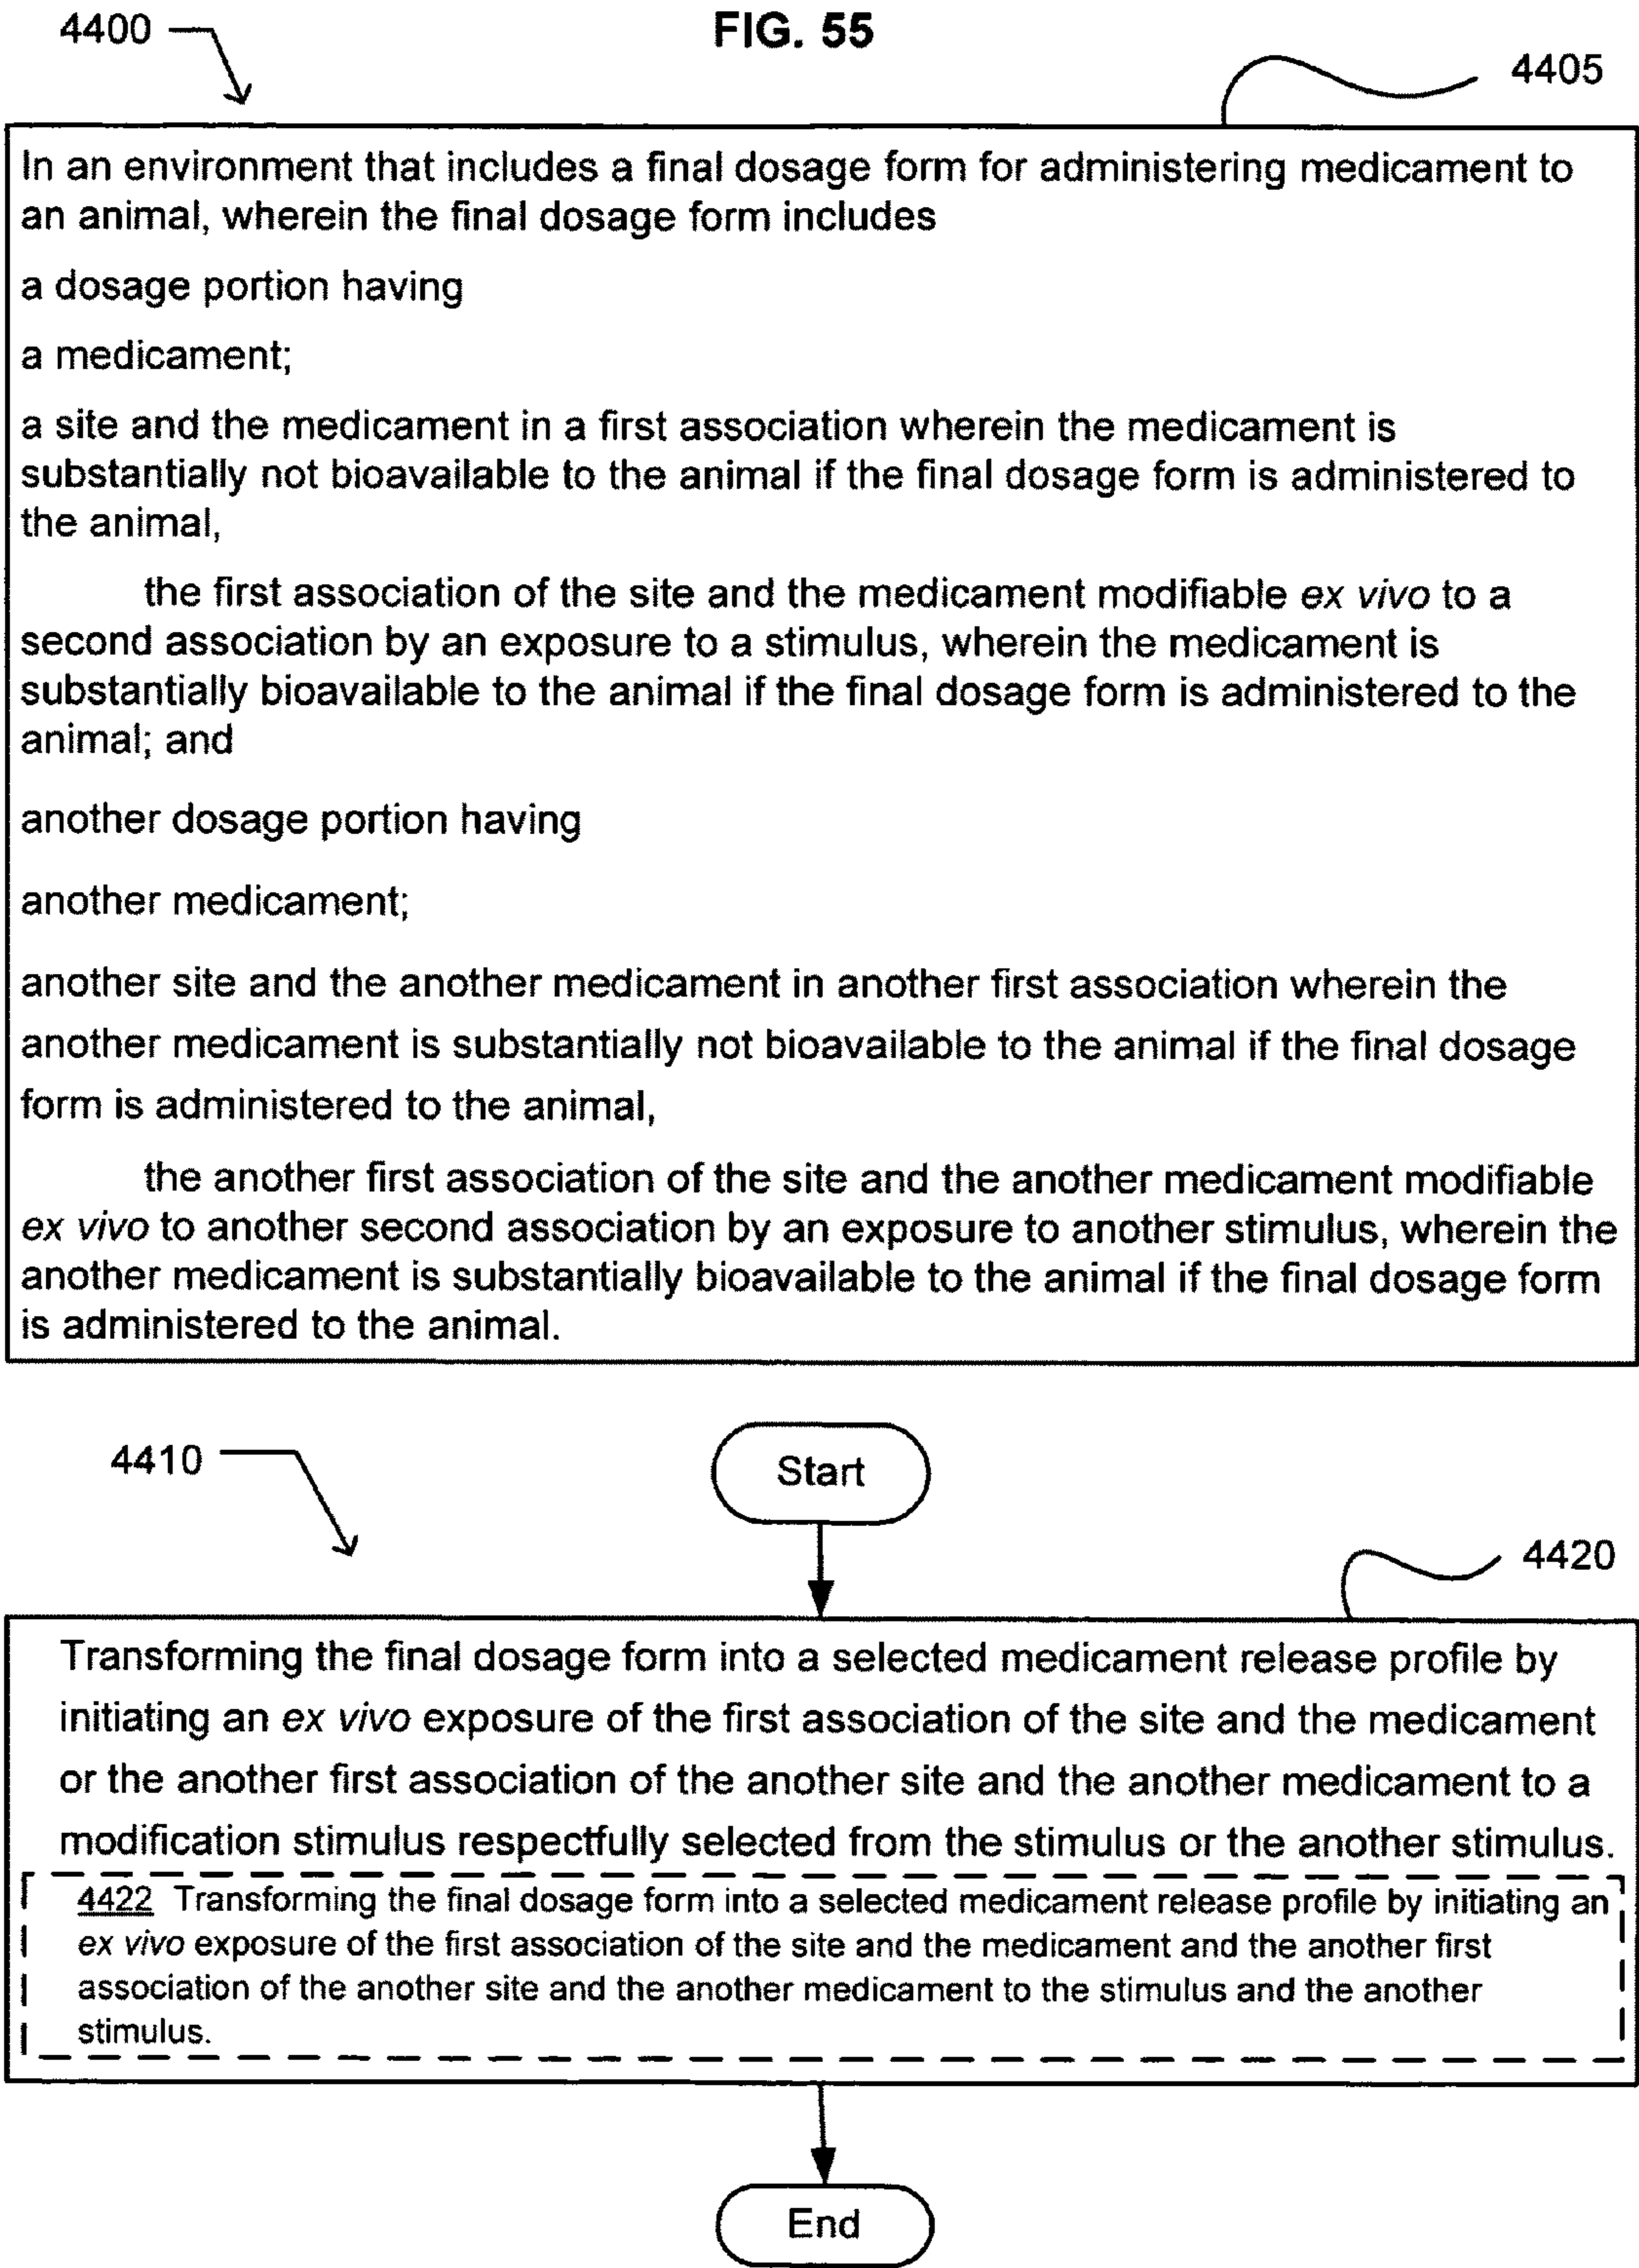 FIG. 55
4400
4405
In an environment that includes a final dosage form for administering medicament to
an animal, wherein the final dosage form includes
a dosage portion having
a medicament;
a site and the medicament in a first association wherein the medicament is
substantially not bioavailable to the animal if the final dosage form is administered to
the animal,
the first association of the site and the medicament modifiable ex vivo to a
second association by an exposure to a stimulus, wherein the medicament is
substantially bioavailable to the animal if the final dosage form is administered to the
animal; and
another dosage portion having
another medicament;
another site and the another medicament in another first association wherein the
another medicament is substantially not bioavailable to the animal if the final dosage
form is administered to the animal,
the another first association of the site and the another medicament modifiable
ex vivo to another second association by an exposure to another stimulus, wherein the
another medicament is substantially bioavailable to the animal if the final dosage form
is administered to the animal.
4410
Start
4420
Transforming the final dosage form into a selected medicament release profile by
initiating an ex vivo exposure of the first association of the site and the medicament
or the another first association of the another site and the another medicament to a
modification stimulus respectfully selected from the stimulus or the another stimulus.
4422 Transforming the final dosage form into a selected medicament release profile by initiating an
ex vivo exposure of the first association of the site and the medicament and the another first
association of the another site and the another medicament to the stimulus and the another
stimulus.
End